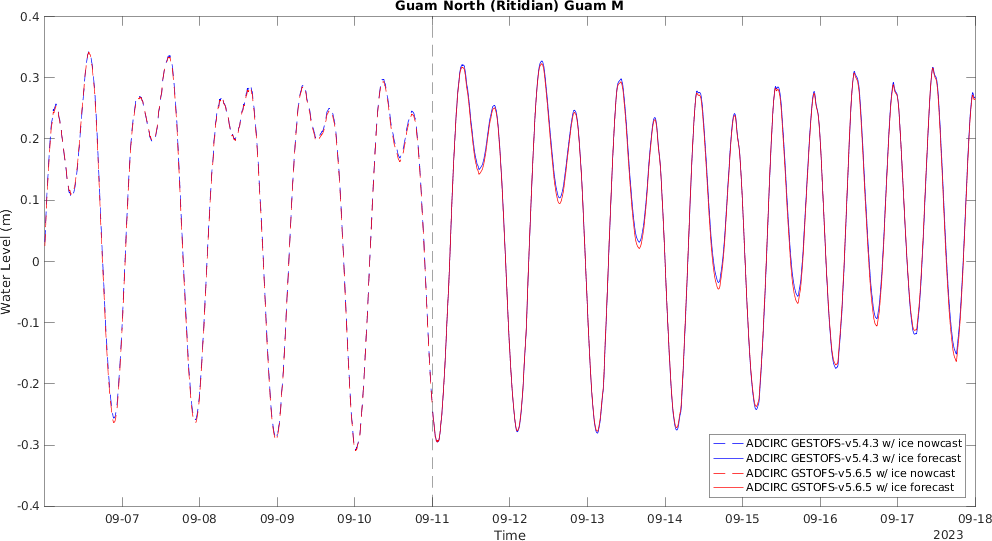 Guam North (Ritidian) Guam M
0.4
0.3
0.2
0.1
0
-0.1
-0.2
-0.3
-0.4
Water Level (m)
ADCIRC GESTOFS-v5.4.3 w/ ice nowcast
ADCIRC GESTOFS-v5.4.3 w/ ice forecast
ADCIRC GSTOFS-v5.6.5 w/ ice nowcast
ADCIRC GSTOFS-v5.6.5 w/ ice forecast
09-07 09-08 09-09 09-10 09-11 09-12 09-13 09-14 09-15 09-16 09-17 09-18
Time
2023